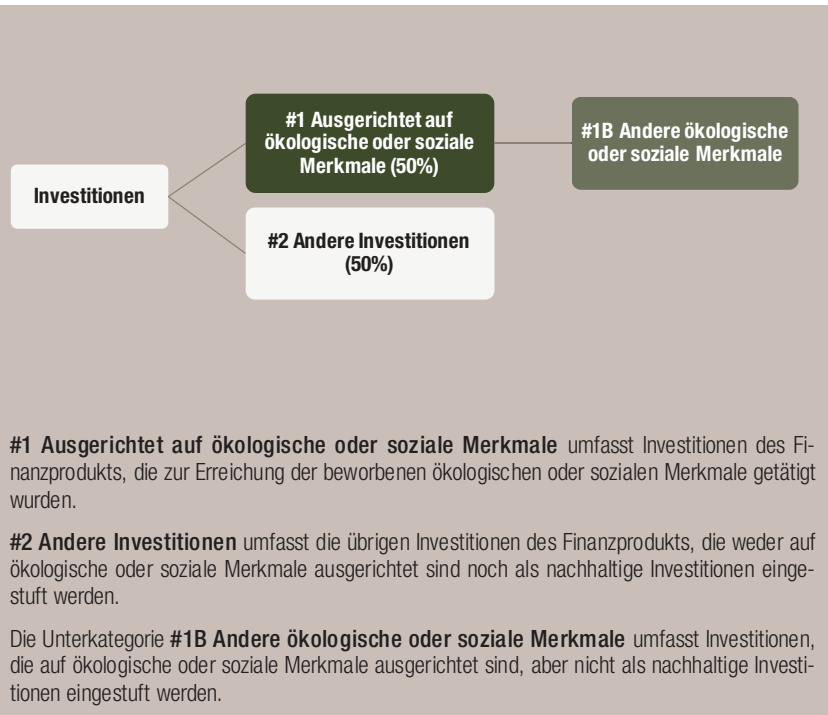 #1 Ausgerichtet auf
ökologische oder soziale
Merkmale (50%)
#1B Andere ökologische
oder soziale Merkmale
Investitionen
#2 Andere Investitionen
(50%)
#1 Ausgerichtet auf ökologische oder soziale Merkmale umfasst Investitionen des Fi-
nanzprodukts, die zur Erreichung der beworbenen ökologischen oder sozialen Merkmale getätigt
wurden.
#2 Andere Investitionen umfasst die übrigen Investitionen des Finanzprodukts, die weder auf
ökologische oder soziale Merkmale ausgerichtet sind noch als nachhaltige Investitionen einge-
stuft werden.
Die Unterkategorie #1B Andere ökologische oder soziale Merkmale umfasst Investitionen,
die auf ökologische oder soziale Merkmale ausgerichtet sind, aber nicht als nachhaltige Investi-
tionen eingestuft werden.